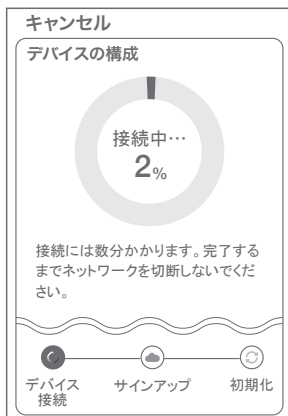 キャンセル
デバイスの構成
接続中…
2%
接続には数分かかります。完了する
までネットワークを切断しないでくだ
さい。
デバイス
接続
サインアップ
初期化